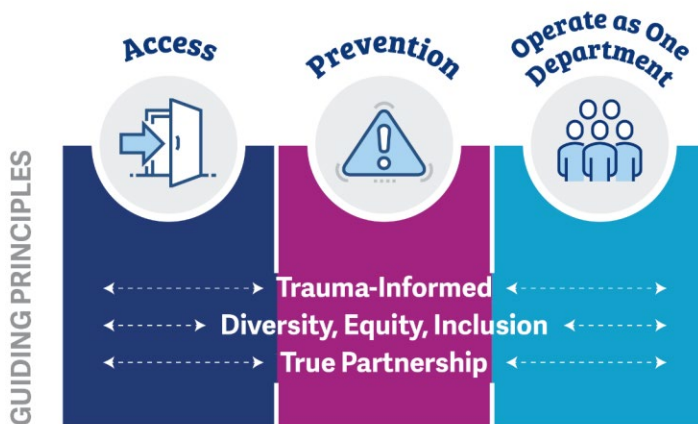 Access
Prevention
Operate as One
Department
GUIDING PRINCIPLES
Trauma-Informed
Diversity, Equity, Inclusion
True Partnership